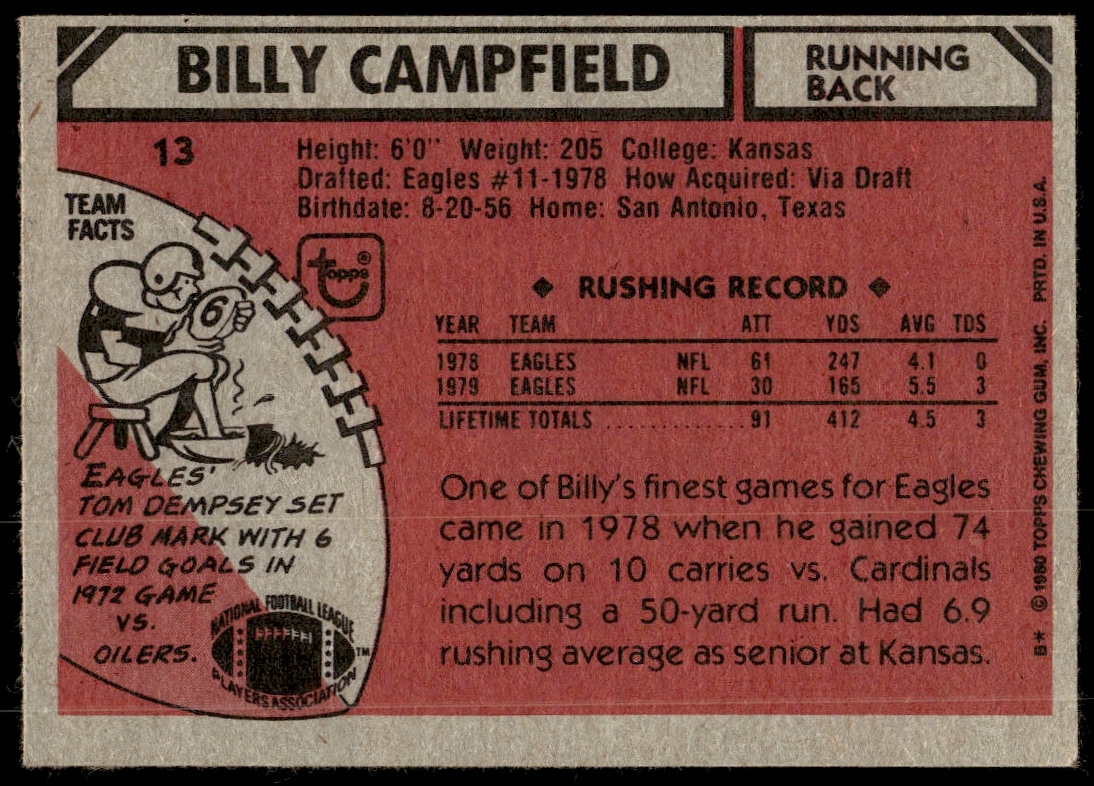 BILLY CAMPFIELD
RUNNING
BACK
13
Height: 6'0" Weight: 205 College: Kansas
Drafted: Eagles #11-1978 How Acquired: Via Draft
Birthdate: 8-20-56 Home: San Antonio, Texas
TEAM
FACTS
6
topps®
◆ RUSHING RECORD ◆
YEAR TEAM ATT YDS AVG TDS
1978 EAGLES NFL 61 247 4.1 0
1979 EAGLES NFL 30 165 5.5 3
LIFETIME TOTALS ............. 91 412 4.5 3
EAGLES'
TOM DEMPSEY SET
CLUB MARK WITH 6
FIELD GOALS IN
1972 GAME
VS.
OILERS.
NATIONAL FOOTBALL LEAGUE
PLAYERS ASSOCIATION
TM
One of Billy's finest games for Eagles
came in 1978 when he gained 74
yards on 10 carries vs. Cardinals
including a 50-yard run. Had 6.9
rushing average as senior at Kansas.
B* © 1980 TOPPS CHEWING GUM, INC. PRTD. IN U.S.A.